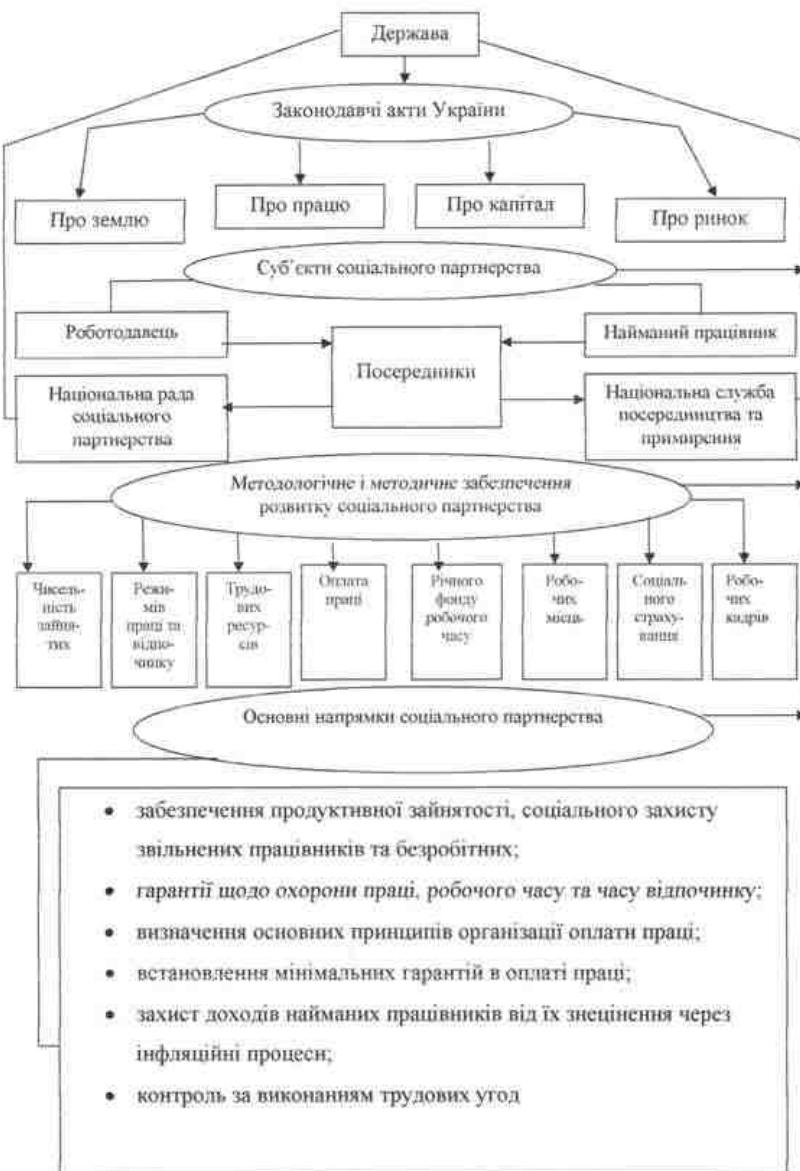 Держава
Законодавчі акти України
Про землю
Про працю
Про капітал
Про ринок
Суб´єкти соціального партнерства
Роботодавець
Найманий працівник
Посередники
Національна рада
соціального
партнерства
Національна служба
посередництва та
примирення
Методологічне і методичне забезпечення
розвитку соціального партнерства
Чисель-
ність
зайня-
тих
Режи-
мів
праці та
відпо-
чинку
Трудо-
вих
ресур-
сів
Оплата
праці
Річного
фонду
робочого
часу
Робо-
чих
місць
Соціаль-
ного
страху-
вання
Робо-
чих
кадрів
Основні напрямки соціального партнерства
• забезпечення продуктивної зайнятості, соціального захисту
звільнених працівників та безробітних;
• гарантії щодо охорони праці, робочого часу та часу відпочинку;
• визначення основних принципів організації оплати праці;
• встановлення мінімальних гарантій в оплаті праці;
• захист доходів найманих працівників від їх знецінення через
інфляційні процеси;
• контроль за виконанням трудових угод